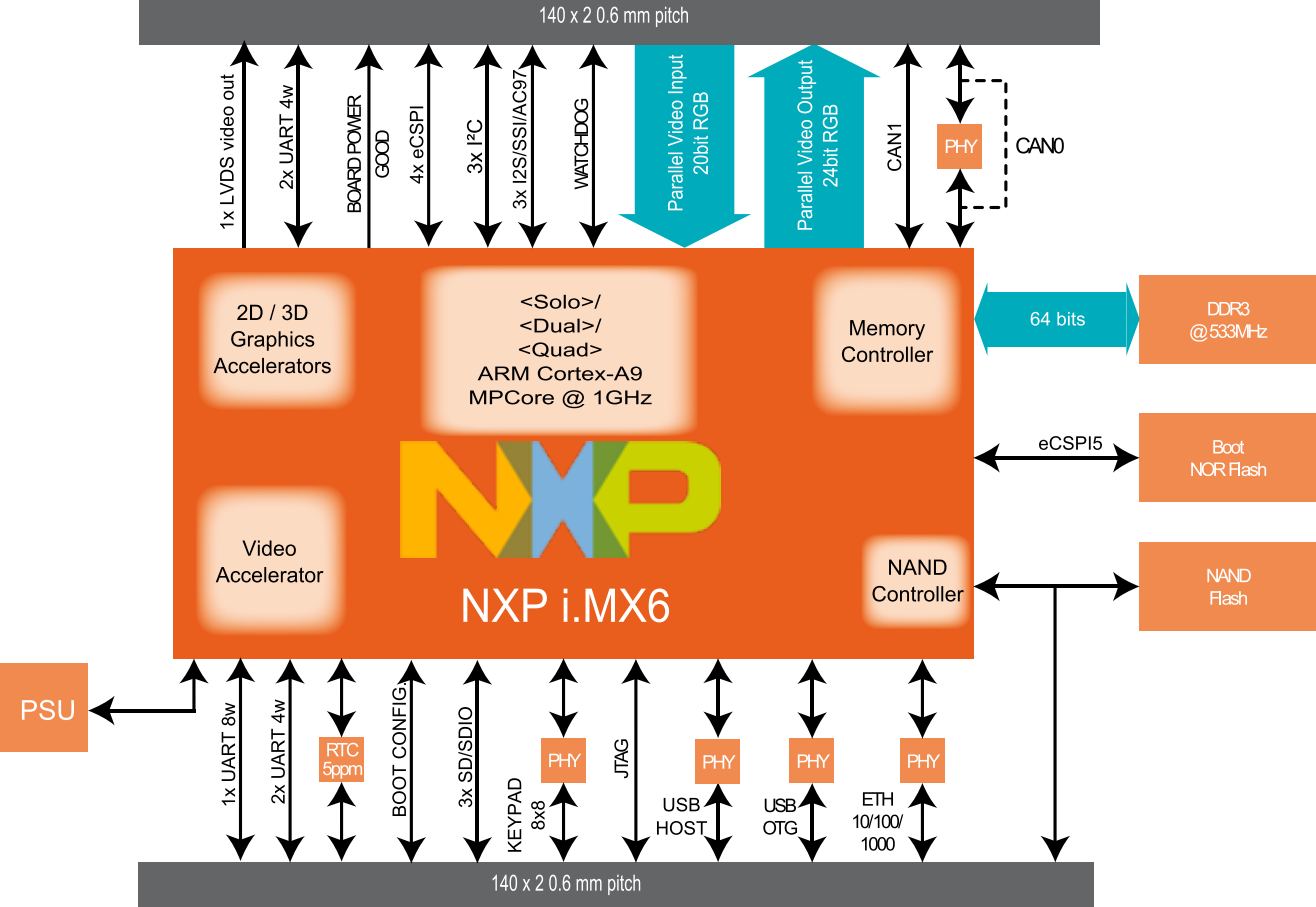 140 x 2 0.6 mm pitch
1x LVDS video out
2x UART 4w
BOARD POWER
GOOD
4x eCSPI
3x I²C
3x I2S/SSI/AC97
WATCHDOG
Parallel Video Input
20bit RGB
Parallel Video Output
24bit RGB
CAN1
PHY
CAN0
2D / 3D
Graphics
Accelerators
<Solo>/
<Dual>/
<Quad>
ARM Cortex-A9
MPCore @ 1GHz
Memory
Controller
64 bits
DDR3
@533MHz
eCSPI5
Boot
NOR Flash
NXP
Video
Accelerator
NXP i.MX6
NAND
Controller
NAND
Flash
PSU
1x UART 8w
2x UART 4w
RTC
5ppm
BOOT CONFIG.
3x SD/SDIO
KEYPAD
8x8
PHY
JTAG
PHY
USB
HOST
PHY
USB
OTG
PHY
ETH
10/100/
1000
140 x 2 0.6 mm pitch